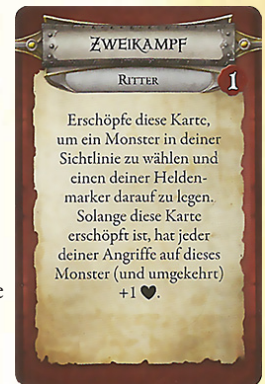 ZWEIKAMPF
RITTER
1
Erschöpfe diese Karte,
um ein Monster in deiner
Sichtlinie zu wählen und
einen deiner Helden-
marker darauf zu legen.
Solange diese Karte
erschöpft ist, hat jeder
deiner Angriffe auf dieses
Monster (und umgekehrt)
+1 ♥.
e